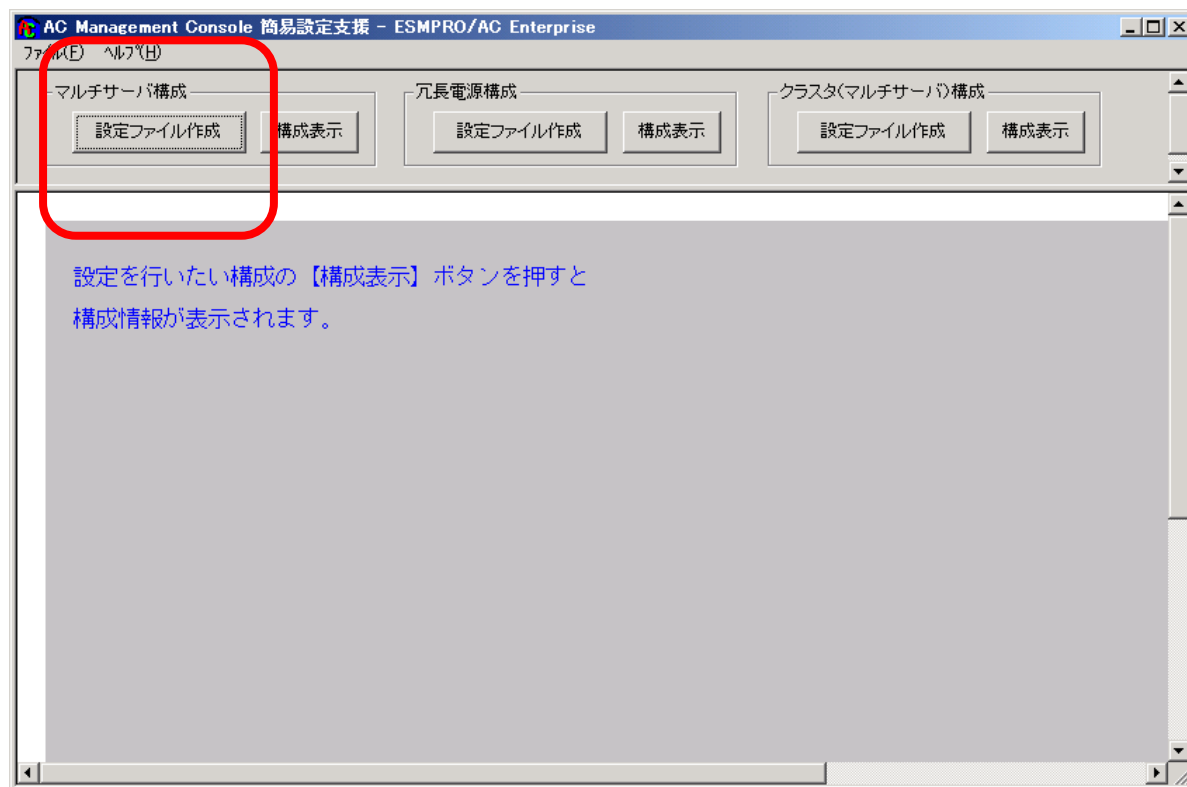 AC Management Console 簡易設定支援 - ESMPRO/AC Enterprise
ﾌｧｲﾙ(F) ﾍﾙﾌﾟ(H)
マルチサーバ構成 冗長電源構成 クラスタ(マルチサーバ)構成
設定ファイル作成 構成表示 設定ファイル作成 構成表示 設定ファイル作成 構成表示
設定を行いたい構成の【構成表示】ボタンを押すと
構成情報が表示されます。